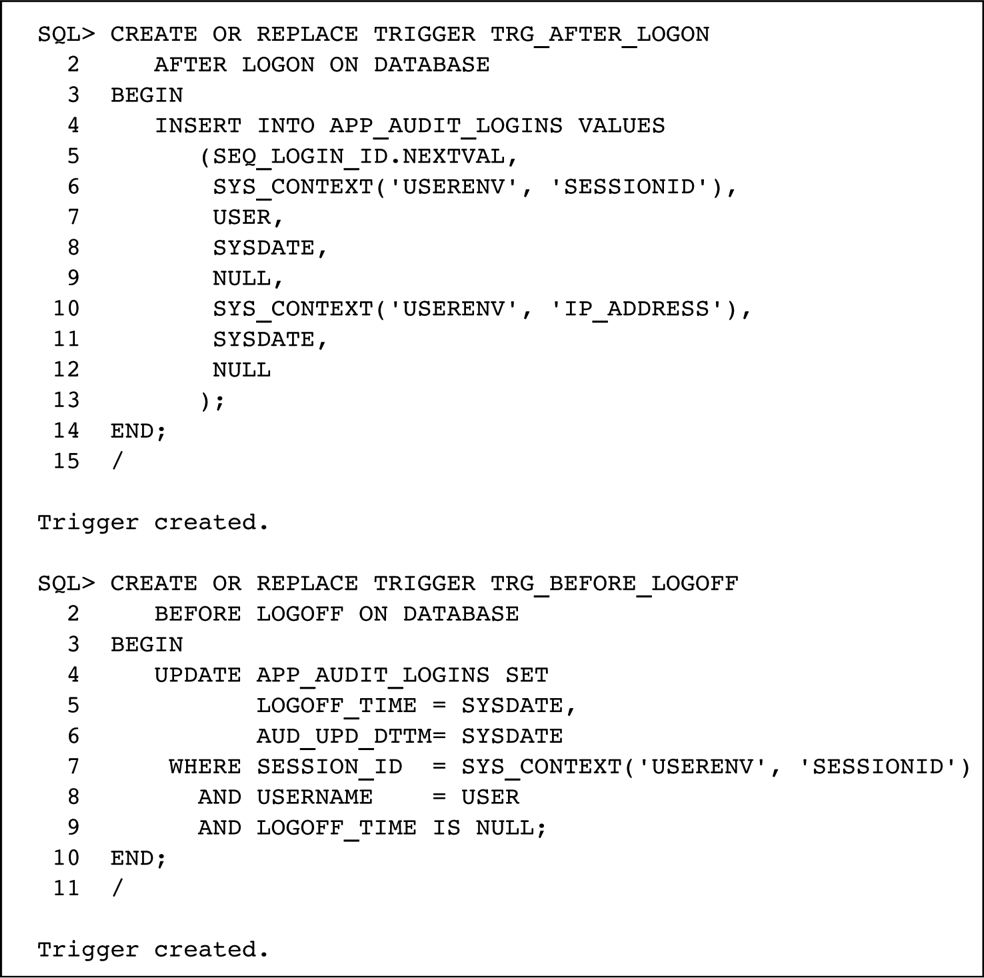 SQL> CREATE OR REPLACE TRIGGER TRG_AFTER_LOGON
  2     AFTER LOGON ON DATABASE
  3  BEGIN
  4     INSERT INTO APP_AUDIT_LOGINS VALUES
  5        (SEQ_LOGIN_ID.NEXTVAL,
  6         SYS_CONTEXT('USERENV', 'SESSIONID'),
  7         USER,
  8         SYSDATE,
  9         NULL,
 10         SYS_CONTEXT('USERENV', 'IP_ADDRESS'),
 11         SYSDATE,
 12         NULL
 13        );
 14  END;
 15  /
Trigger created.
SQL> CREATE OR REPLACE TRIGGER TRG_BEFORE_LOGOFF
  2     BEFORE LOGOFF ON DATABASE
  3  BEGIN
  4     UPDATE APP_AUDIT_LOGINS SET
  5            LOGOFF_TIME = SYSDATE,
  6            AUD_UPD_DTTM= SYSDATE
  7      WHERE SESSION_ID  = SYS_CONTEXT('USERENV', 'SESSIONID')
  8        AND USERNAME    = USER
  9        AND LOGOFF_TIME IS NULL;
 10  END;
 11  /
Trigger created.